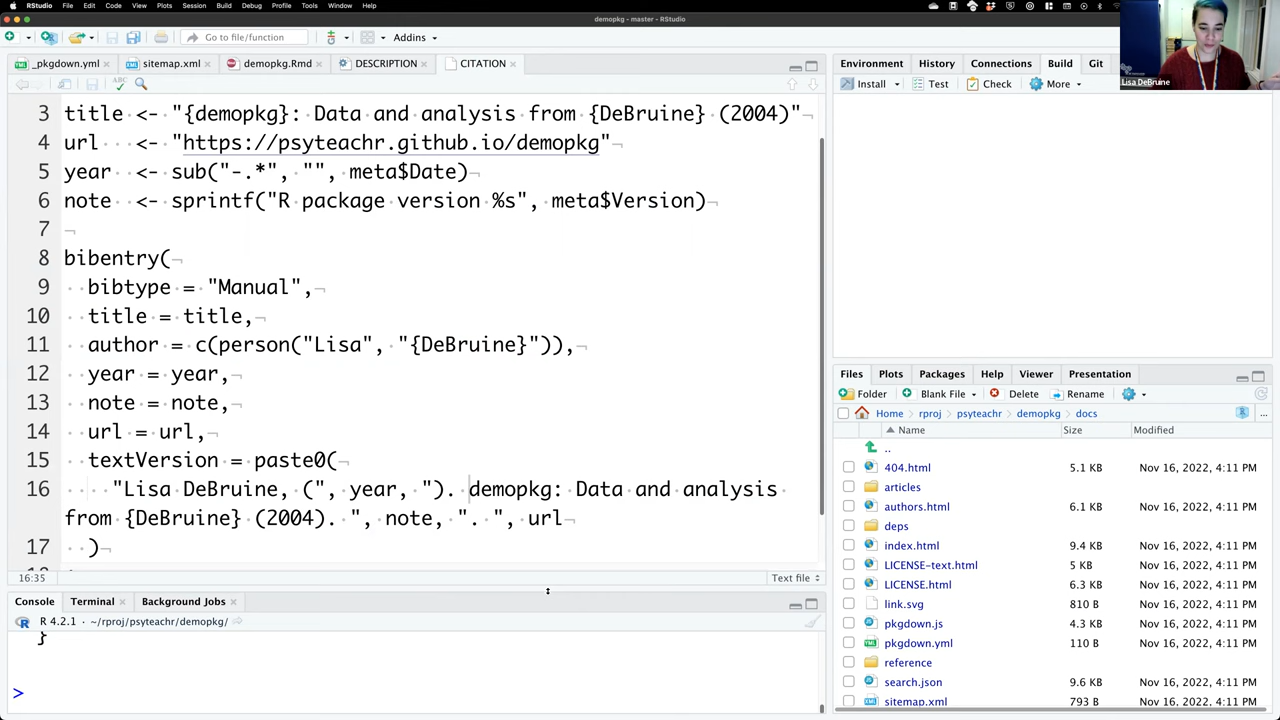 RStudio File Edit Code View Plots Session Build Debug Profile Tools Window Help
demopkg - master - RStudio
Go to file/function Addins
_pkgdown.yml sitemap.xml demopkg.Rmd DESCRIPTION CITATION
3 title <- "{demopkg}: Data and analysis from {DeBruine} (2004)"
4 url <- "https://psyteachr.github.io/demopkg"
5 year <- sub("-.*", "", meta$Date)
6 note <- sprintf("R package version %s", meta$Version)
7
8 bibentry(
9 bibtype = "Manual",
10 title = title,
11 author = c(person("Lisa", "{DeBruine}")),
12 year = year,
13 note = note,
14 url = url,
15 textVersion = paste0(
16 "Lisa DeBruine, (", year, "). demopkg: Data and analysis
from {DeBruine} (2004). ", note, ". ", url
17 )
16:35 Text file
Console Terminal Background Jobs
R 4.2.1 · ~/rproj/psyteachr/demopkg/
}
>
Lisa DeBruine
Environment History Connections Build Git
Install Test Check More
Files Plots Packages Help Viewer Presentation
Folder Blank File Delete Rename
Home rproj psyteachr demopkg docs ...
Name Size Modified
..
404.html 5.1 KB Nov 16, 2022, 4:11 PM
articles
authors.html 6.1 KB Nov 16, 2022, 4:11 PM
deps
index.html 9.4 KB Nov 16, 2022, 4:11 PM
LICENSE-text.html 5 KB Nov 16, 2022, 4:11 PM
LICENSE.html 6.3 KB Nov 16, 2022, 4:11 PM
link.svg 810 B Nov 16, 2022, 4:11 PM
pkgdown.js 4.3 KB Nov 16, 2022, 4:11 PM
pkgdown.yml 110 B Nov 16, 2022, 4:11 PM
reference
search.json 9.6 KB Nov 16, 2022, 4:11 PM
sitemap.xml 793 B Nov 16, 2022, 4:11 PM